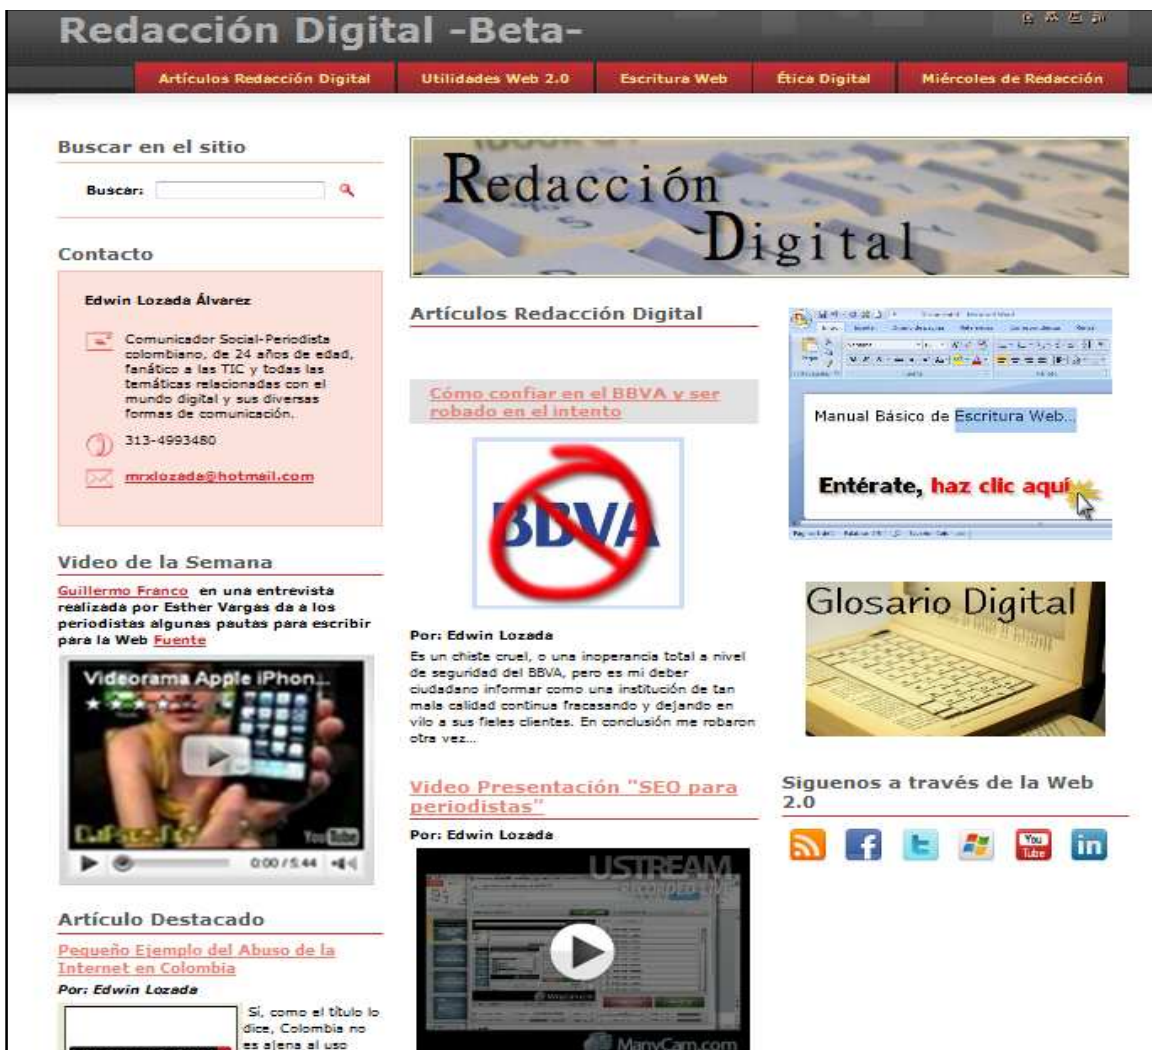 Redacción Digital -Beta-
Artículos Redacción Digital
Utilidades Web 2.0
Escritura Web
Ética Digital
Miércoles de Redacción
Buscar en el sitio
Buscar:
Contacto
Edwin Lozada Álvarez
Comunicador Social-Periodista
colombiano, de 24 años de edad,
fanático a las TIC y todas las
temáticas relacionadas con el
mundo digital y sus diversas
formas de comunicación.
313-4993480
mrxlozada@hotmail.com
Video de la Semana
Guillermo Franco en una entrevista
realizada por Esther Vargas da a los
periodistas algunas pautas para escribir
para la Web Fuente
Videorama Apple iPhon...
YouTube
0:00 / 5:44
Artículo Destacado
Pequeño Ejemplo del Abuso de la
Internet en Colombia
Por: Edwin Lozada
Sí, como el título lo
dice, Colombia no
es ajena al uso
Redacción
Digital
Artículos Redacción Digital
Cómo confiar en el BBVA y ser
robado en el intento
BBVA
Por: Edwin Lozada
Es un chiste cruel, o una inoperancia total a nivel
de seguridad del BBVA, pero es mi deber
ciudadano informar como una institución de tan
mala calidad continua fracasando y dejando en
vilo a sus fieles clientes. En conclusión me robaron
otra vez...
Video Presentación "SEO para
periodistas"
Por: Edwin Lozada
USTREAM
RECORDED LIVE
ManyCam.com
Manual Básico de Escritura Web...
Entérate, haz clic aquí
Glosario Digital
Siguenos a través de la Web
2.0
You
Tube
in